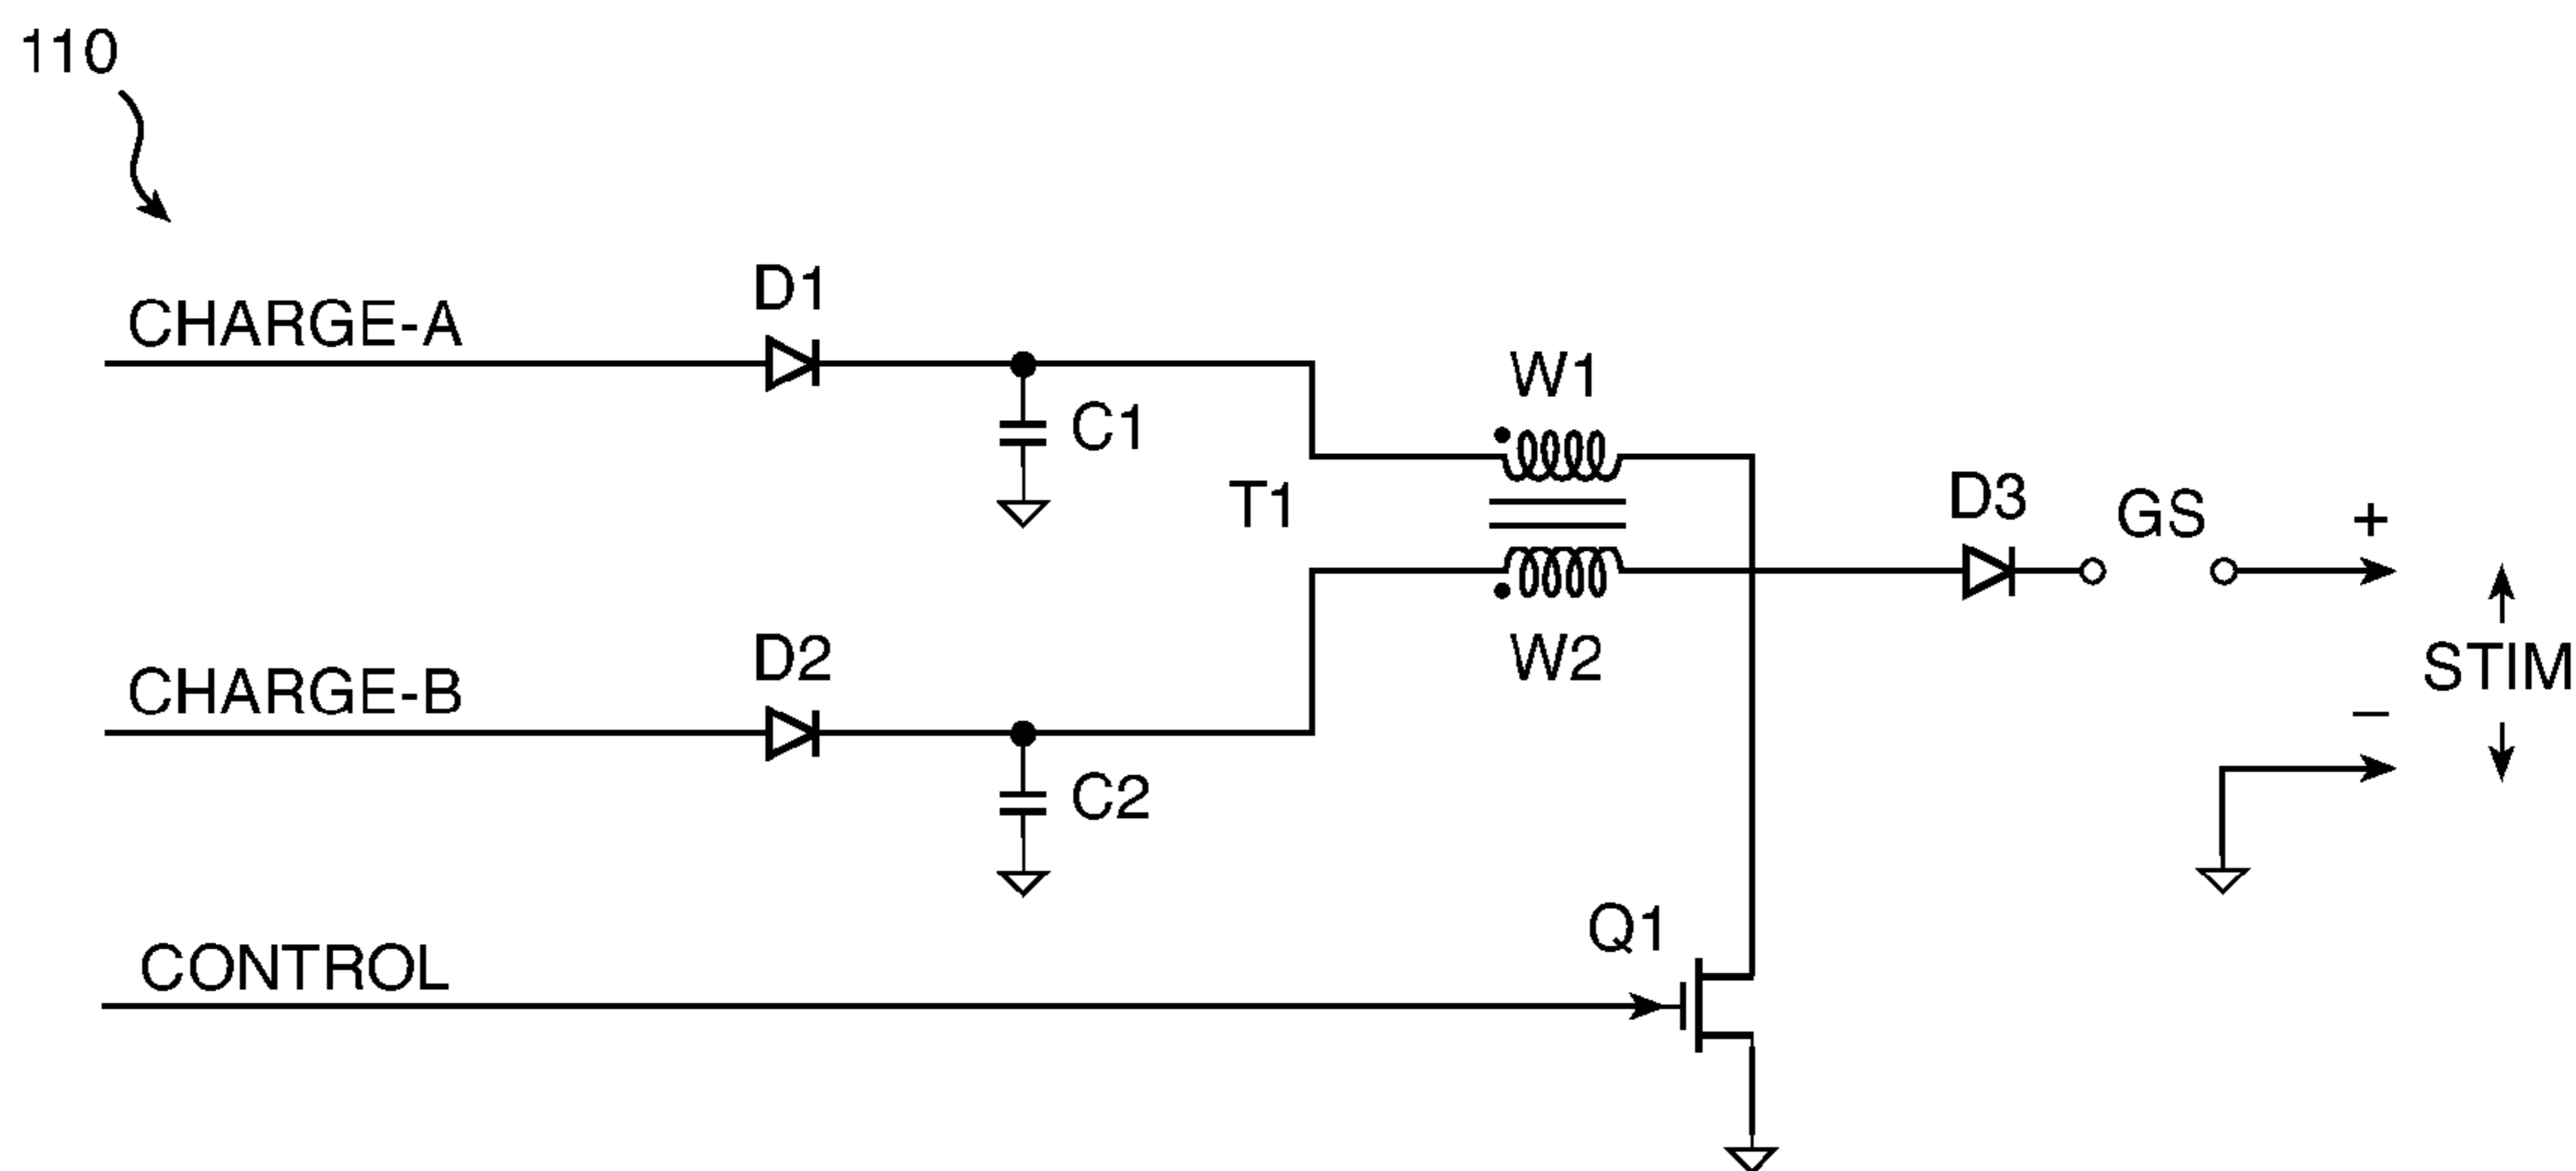 110
CHARGE-A
D1
C1
W1
T1
D3
GS
+
STIM
–
CHARGE-B
D2
W2
C2
CONTROL
Q1